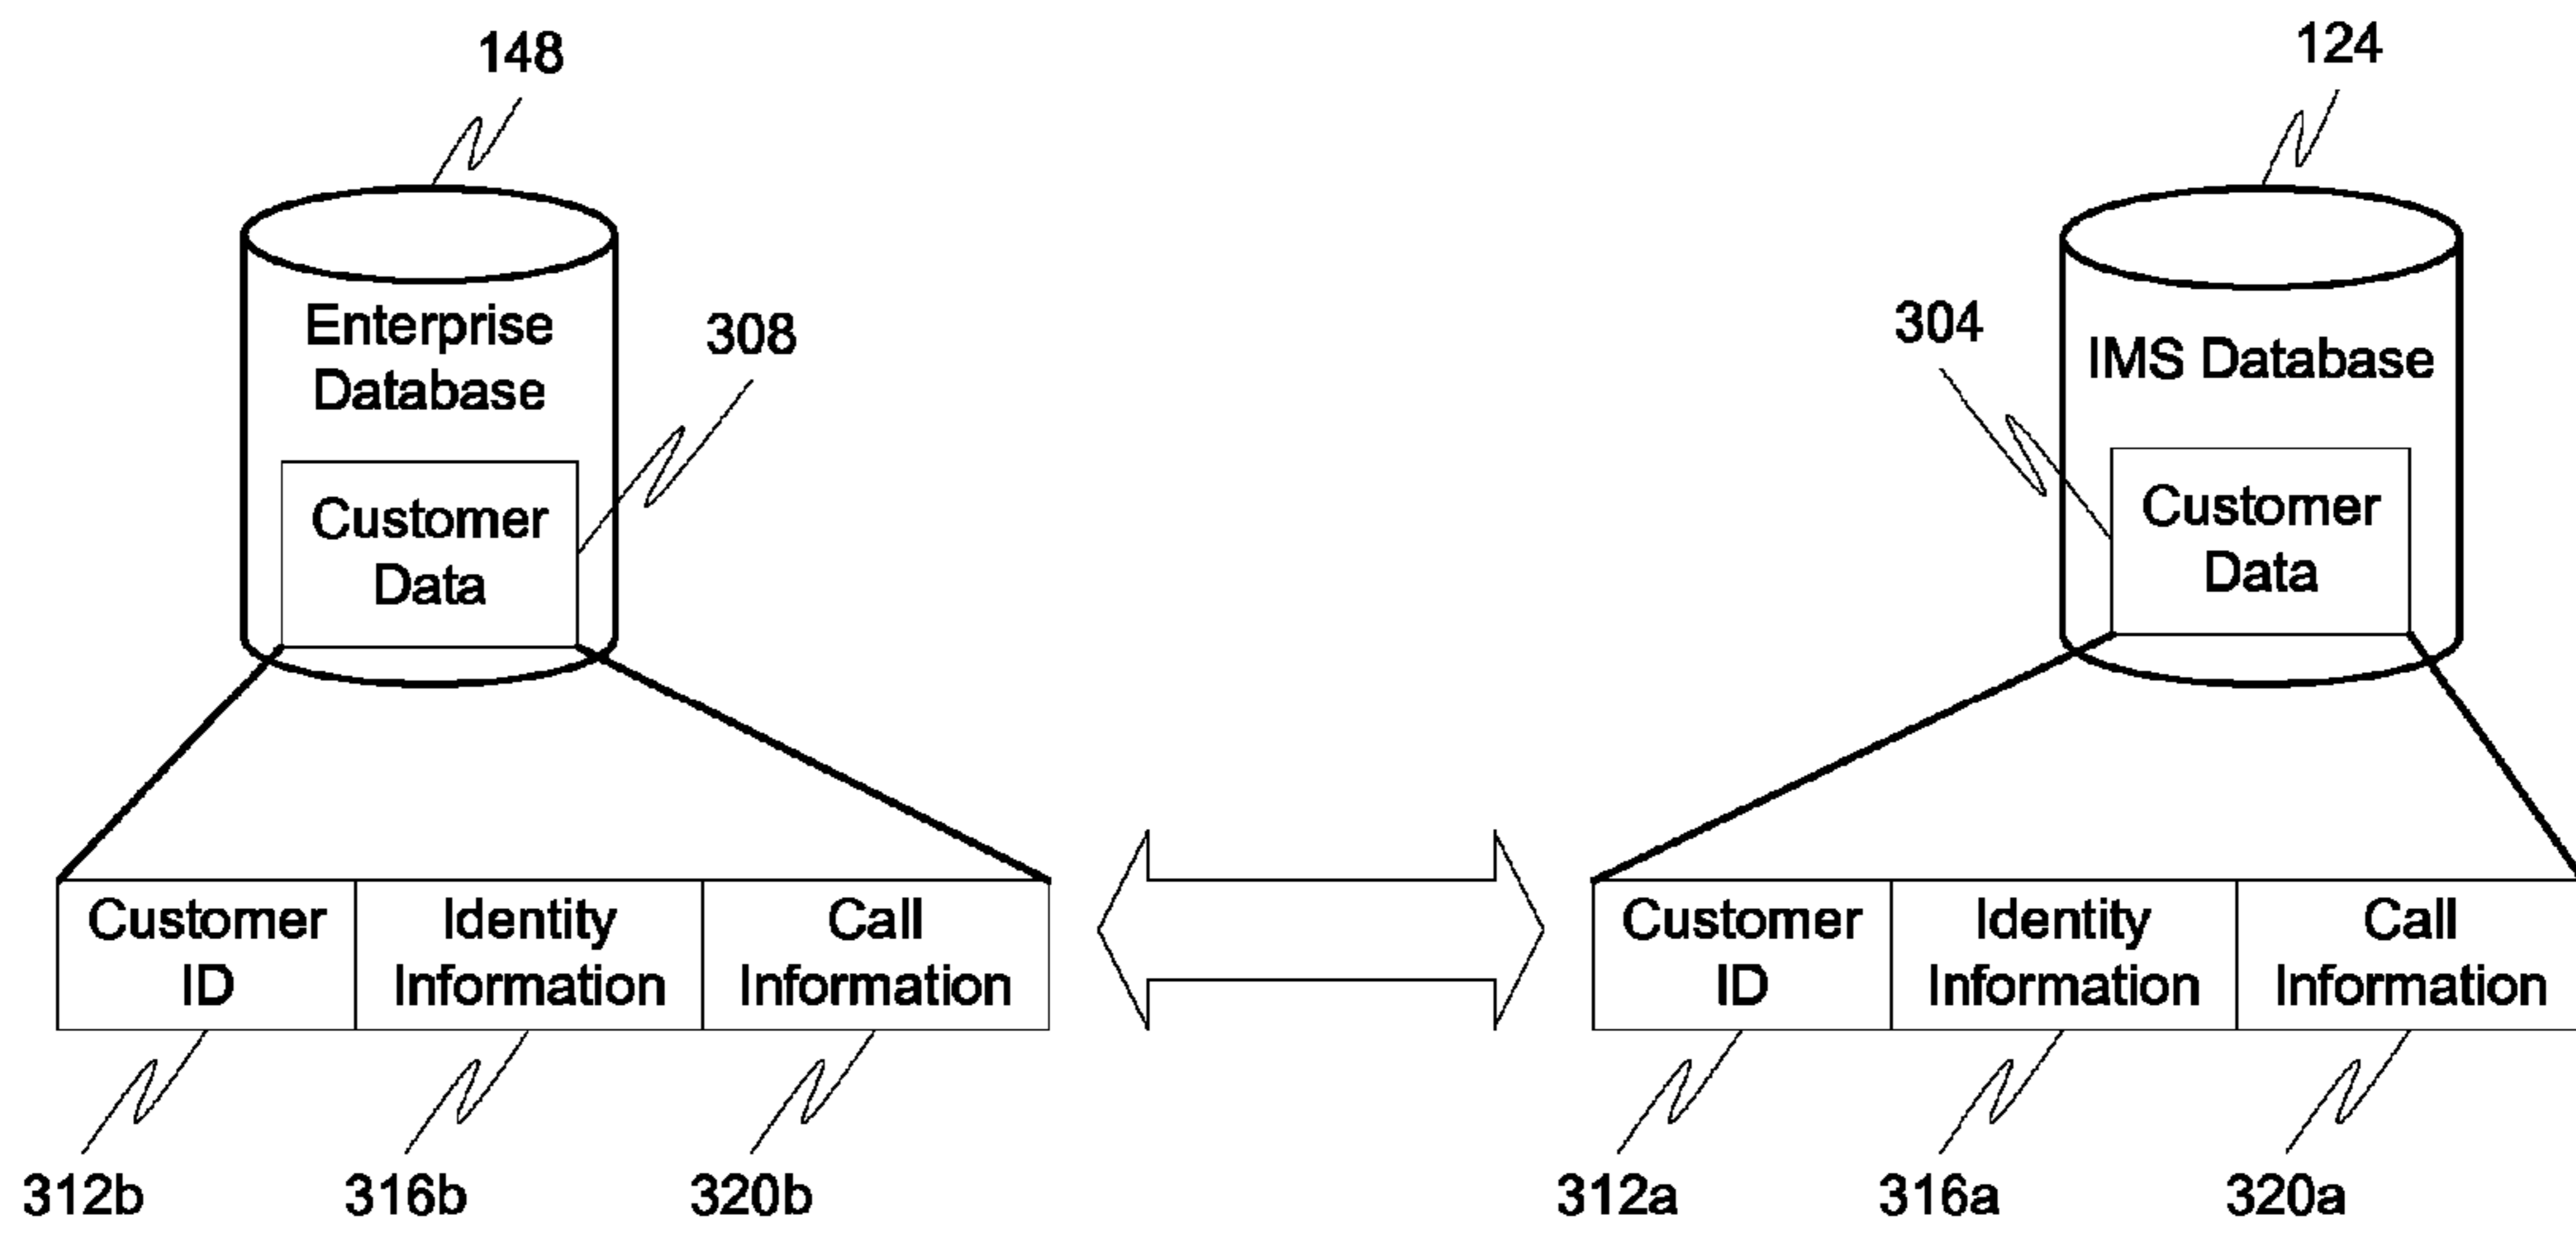 148
124
Enterprise
Database
308
304
IMS Database
Customer
Data
Customer
Data
Customer
ID
Identity
Information
Call
Information
Customer
ID
Identity
Information
Call
Information
312b
316b
320b
312a
316a
320a